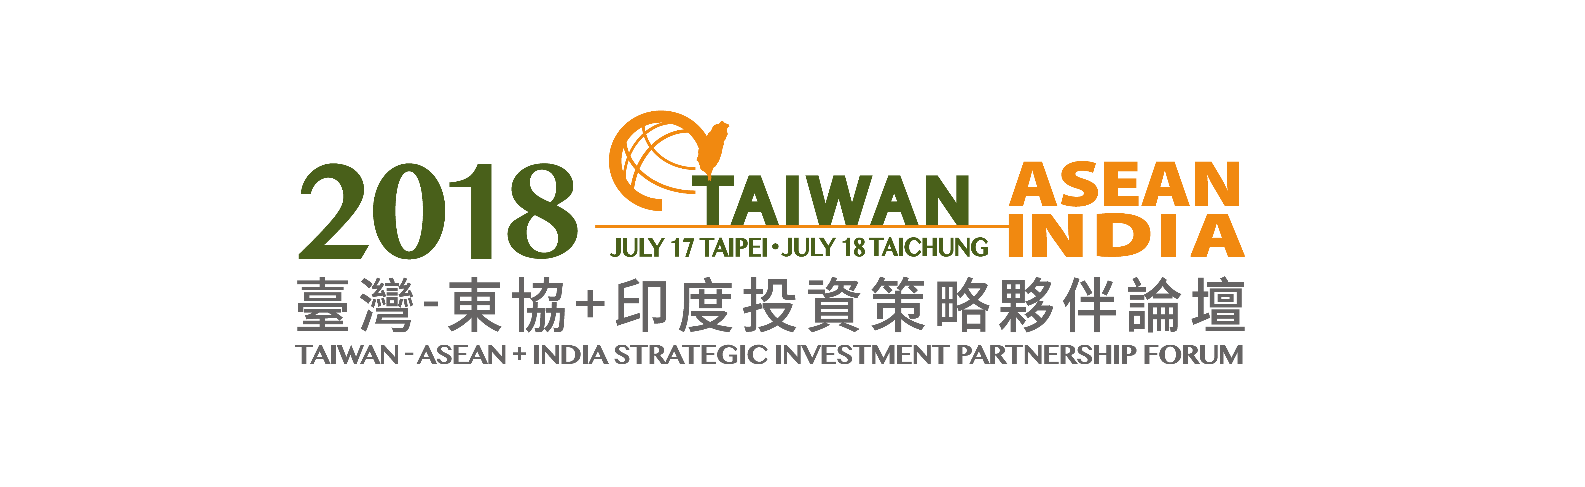 2018 TAIWAN ASEAN INDIA
JULY 17 TAIPEI・JULY 18 TAICHUNG
臺灣-東協+印度投資策略夥伴論壇
TAIWAN - ASEAN + INDIA STRATEGIC INVESTMENT PARTNERSHIP FORUM